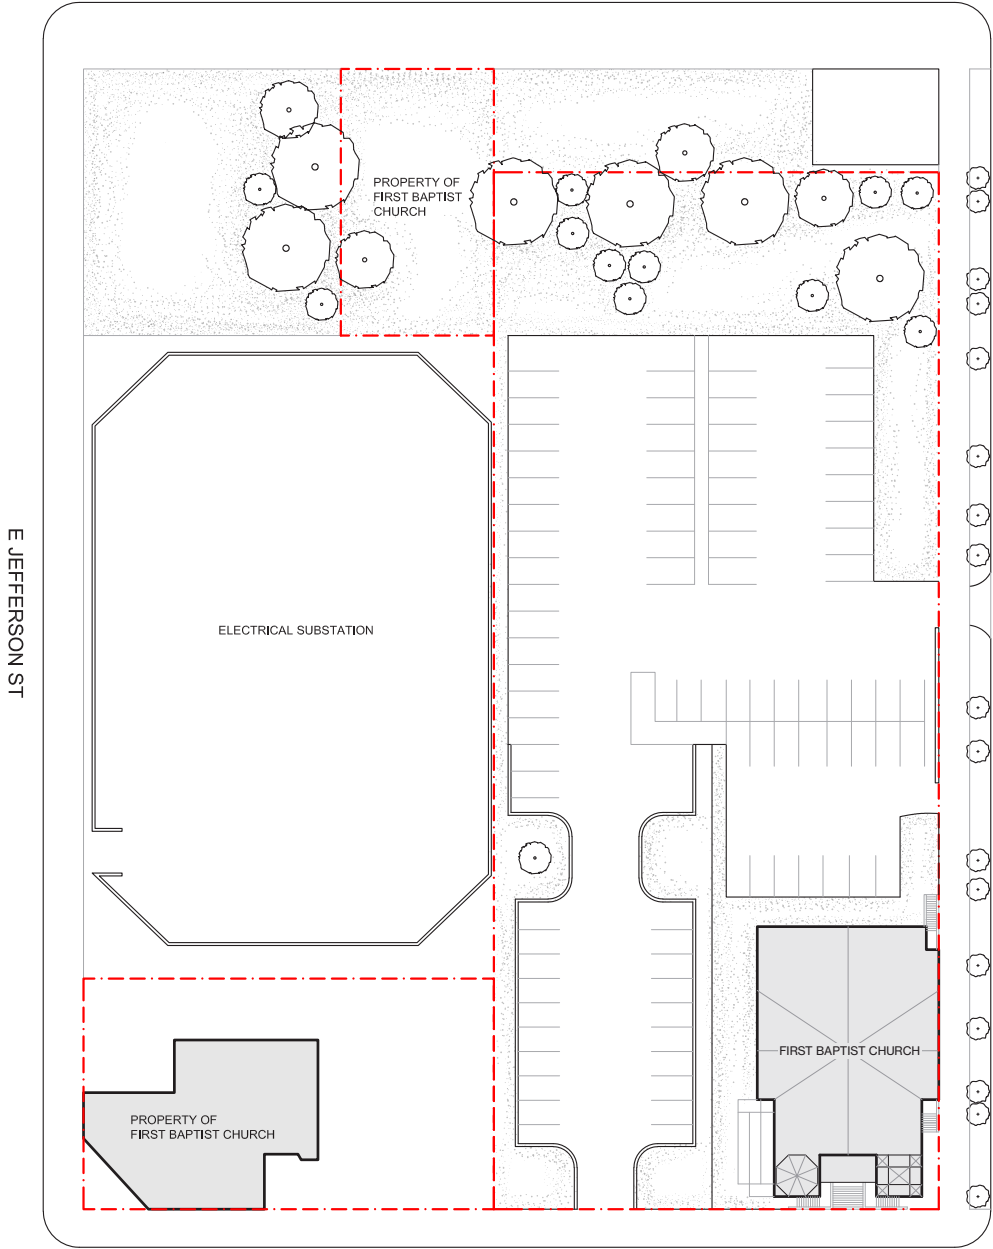 PROPERTY OF
FIRST BAPTIST
CHURCH
ELECTRICAL SUBSTATION
E JEFFERSON ST
FIRST BAPTIST CHURCH
PROPERTY OF
FIRST BAPTIST CHURCH